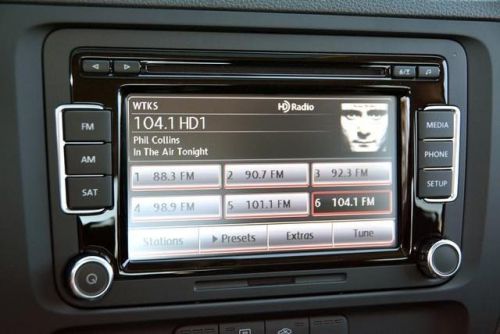 WTKS
HD Radio
104.1 HD1
Phil Collins
In The Air Tonight
1 88.3 FM
2 90.7 FM
3 92.3 FM
4 98.9 FM
5 101.1 FM
6 104.1 FM
Stations
Presets
Extras
Tune
FM
AM
SAT
MEDIA
PHONE
SETUP